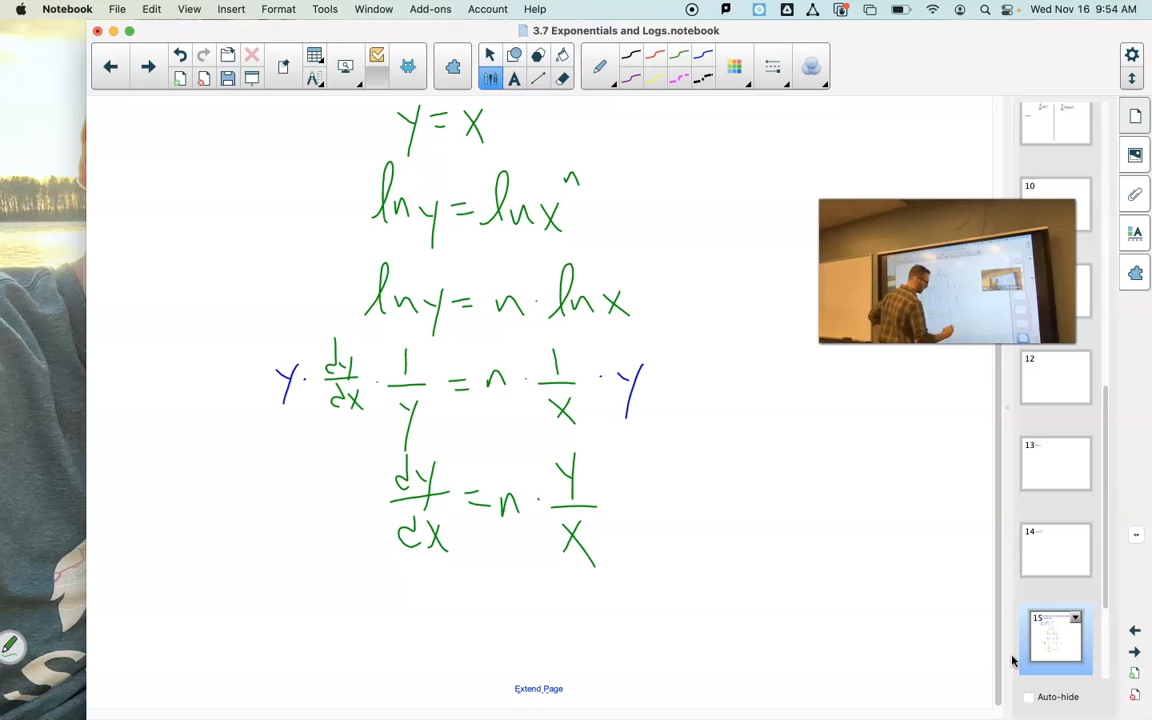 Notebook File Edit View Insert Format Tools Window Add-ons Account Help Wed Nov 16 9:54 AM
3.7 Exponentials and Logs.notebook
y = x
ln y = ln x^n
ln y = n · ln x
y · dy/dx · 1/y = n · 1/x · y
dy/dx = n · y/x
Extend Page
10
12
13
14
15
Auto-hide